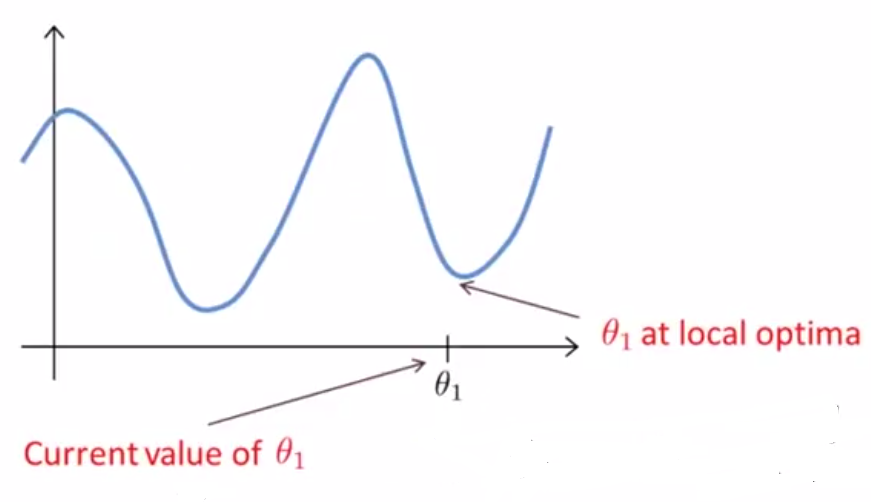 θ₁ at local optima
θ₁
Current value of θ₁